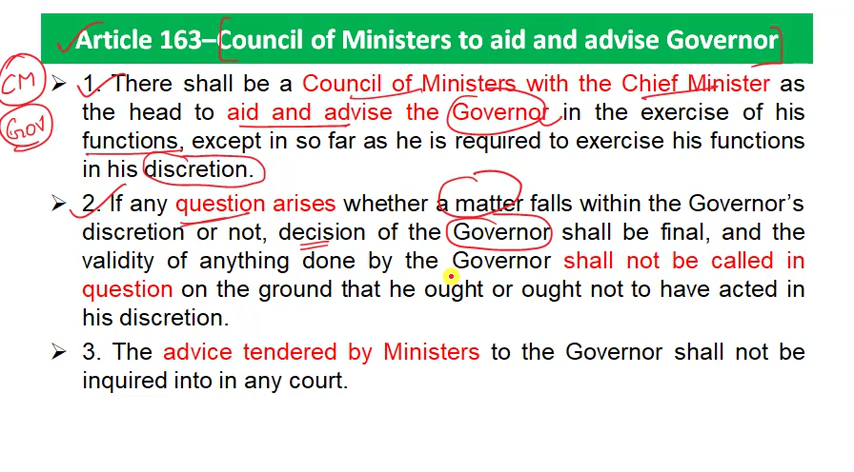 Article 163–Council of Ministers to aid and advise Governor
CM
Gov
➢ 1. There shall be a Council of Ministers with the Chief Minister as
the head to aid and advise the Governor in the exercise of his
functions, except in so far as he is required to exercise his functions
in his discretion.
➢ 2. If any question arises whether a matter falls within the Governor's
discretion or not, decision of the Governor shall be final, and the
validity of anything done by the Governor shall not be called in
question on the ground that he ought or ought not to have acted in
his discretion.
➢ 3. The advice tendered by Ministers to the Governor shall not be
inquired into in any court.